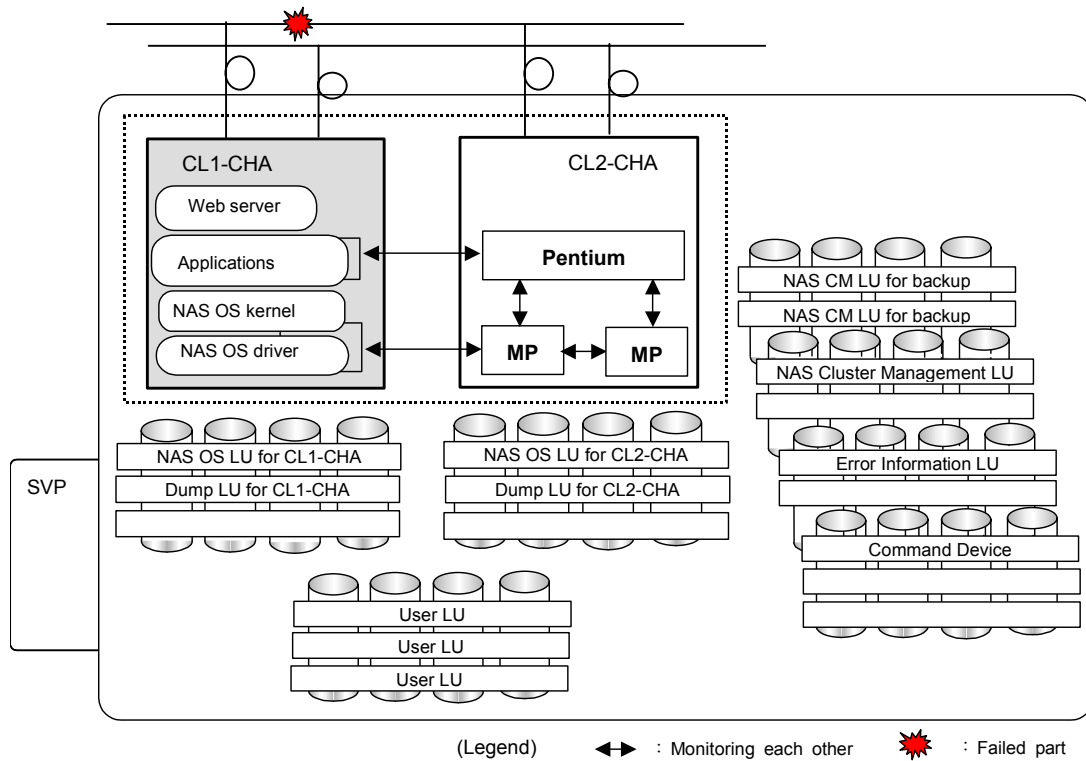 CL1-CHA
Web server
Applications
NAS OS kernel
NAS OS driver
CL2-CHA
Pentium
MP
MP
NAS CM LU for backup
NAS CM LU for backup
NAS Cluster Management LU
Error Information LU
Command Device
NAS OS LU for CL1-CHA
Dump LU for CL1-CHA
NAS OS LU for CL2-CHA
Dump LU for CL2-CHA
SVP
User LU
User LU
User LU
(Legend) : Monitoring each other : Failed part